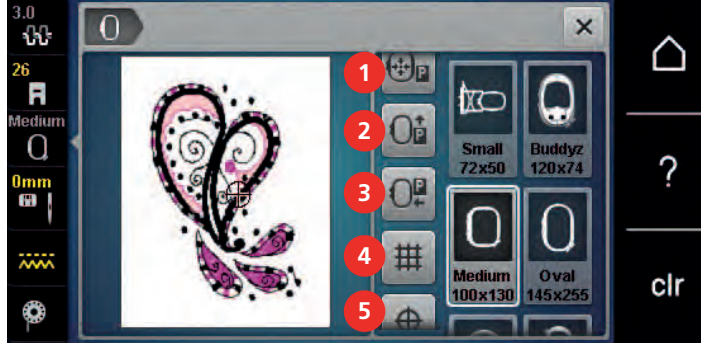 3.0
26
Medium
0mm
1
P
2
P
3
P
4
5
Small
72x50
Buddyz
120x74
Medium
100x130
Oval
145x255
?
clr